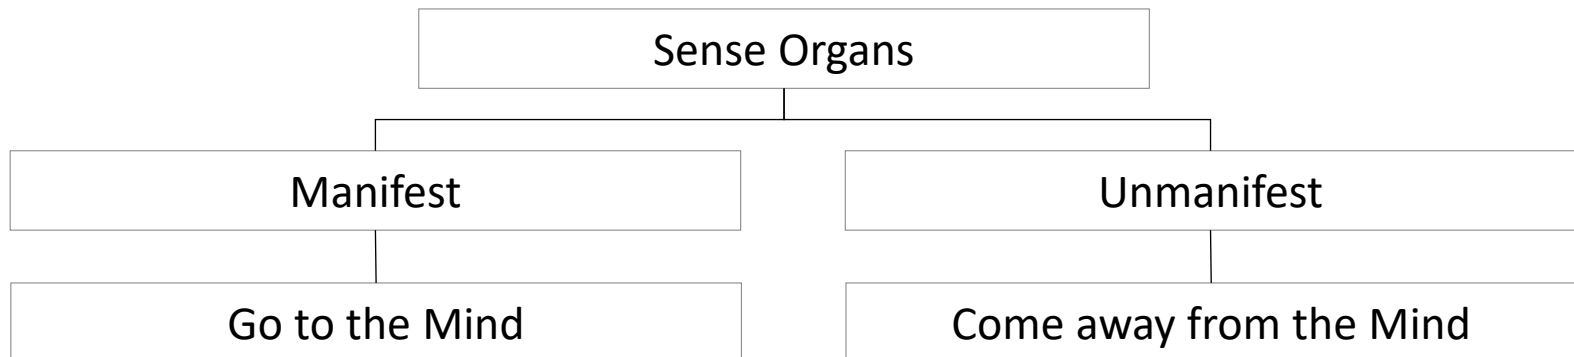 Sense Organs
Manifest
Unmanifest
Go to the Mind
Come away from the Mind